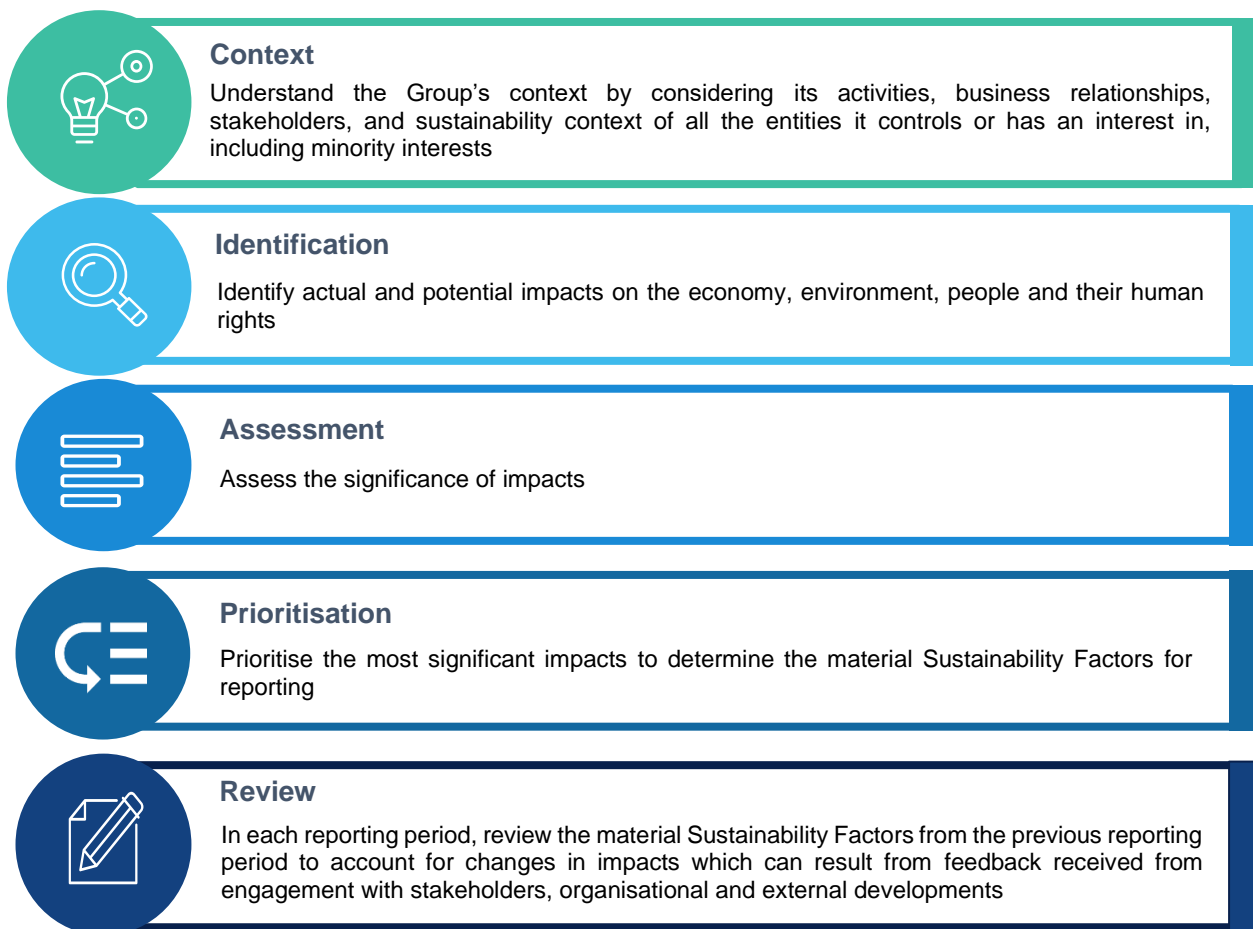 Context
Understand the Group’s context by considering its activities, business relationships,
stakeholders, and sustainability context of all the entities it controls or has an interest in,
including minority interests
Identification
Identify actual and potential impacts on the economy, environment, people and their human
rights
Assessment
Assess the significance of impacts
Prioritisation
Prioritise the most significant impacts to determine the material Sustainability Factors for
reporting
Review
In each reporting period, review the material Sustainability Factors from the previous reporting
period to account for changes in impacts which can result from feedback received from
engagement with stakeholders, organisational and external developments